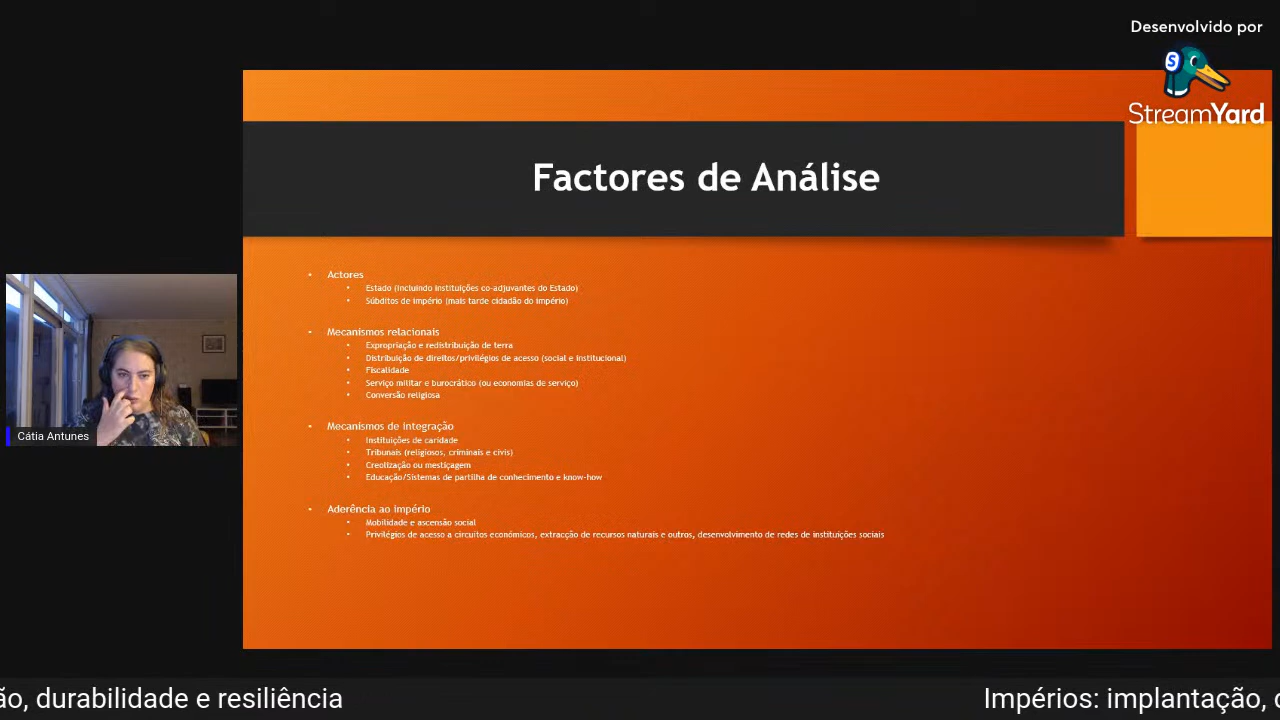 Desenvolvido por
StreamYard
Factores de Análise
• Actores
• Estado (incluindo instituições co-adjuvantes do Estado)
• Súbditos de império (mais tarde cidadão do império)
• Mecanismos relacionais
• Expropriação e redistribuição de terra
• Distribuição de direitos/privilégios de acesso (social e institucional)
• Fiscalidade
• Serviço militar e burocrático (ou economias de serviço)
• Conversão religiosa
• Mecanismos de integração
• Instituições de caridade
• Tribunais (religiosos, criminais e civis)
• Creolização ou mestiçagem
• Educação/Sistemas de partilha de conhecimento e know-how
• Aderência ao império
• Mobilidade e ascensão social
• Privilégios de acesso a circuitos económicos, extracção de recursos naturais e outros, desenvolvimento de redes de instituições sociais
Cátia Antunes
ão, durabilidade e resiliência
Impérios: implantação,